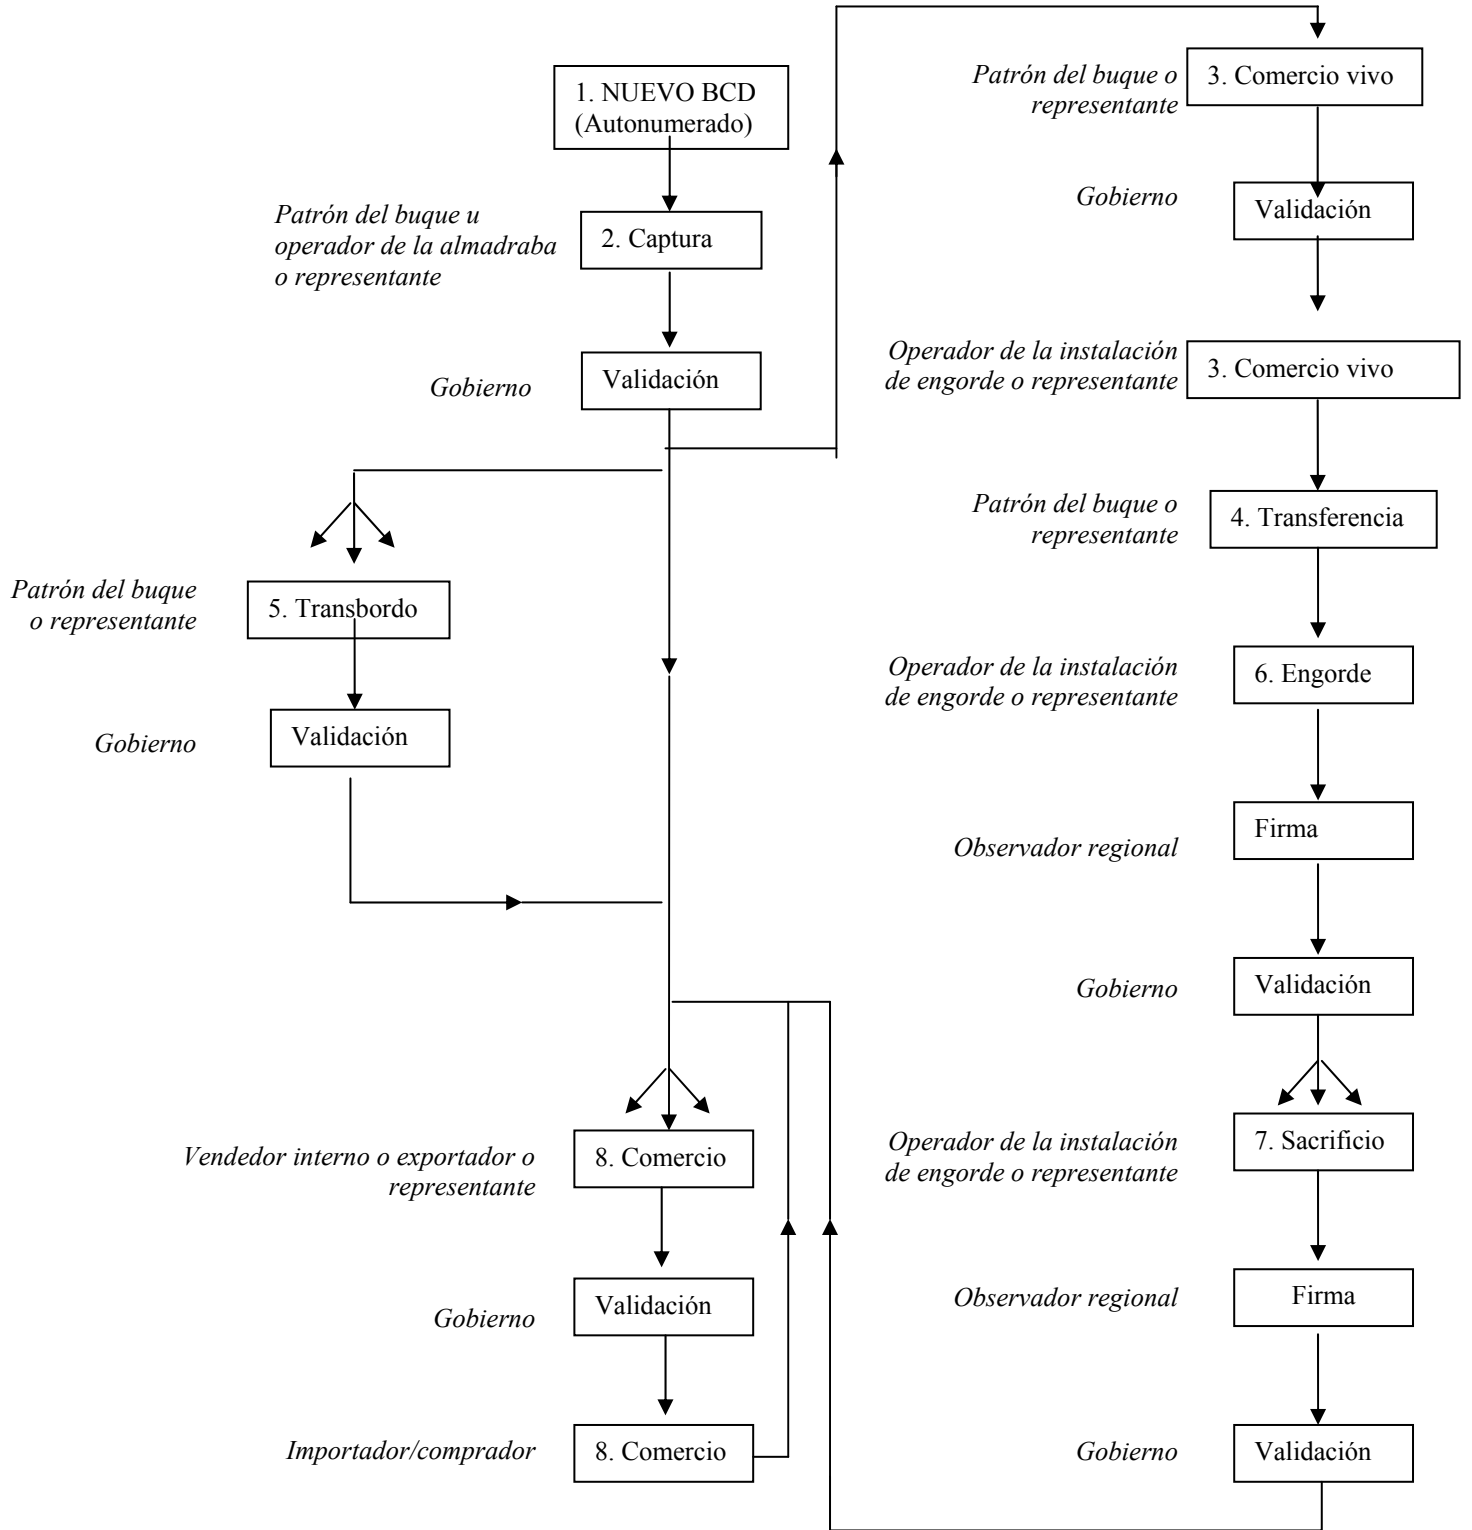 1. NUEVO BCD
(Autonumerado)
Patrón del buque u
operador de la almadraba
o representante
2. Captura
Gobierno
Validación
Patrón del buque
o representante
5. Transbordo
Gobierno
Validación
Vendedor interno o exportador o
representante
8. Comercio
Gobierno
Validación
Importador/comprador
8. Comercio
Patrón del buque o
representante
3. Comercio vivo
Gobierno
Validación
Operador de la instalación
de engorde o representante
3. Comercio vivo
Patrón del buque o
representante
4. Transferencia
Operador de la instalación
de engorde o representante
6. Engorde
Observador regional
Firma
Gobierno
Validación
Operador de la instalación
de engorde o representante
7. Sacrificio
Observador regional
Firma
Gobierno
Validación